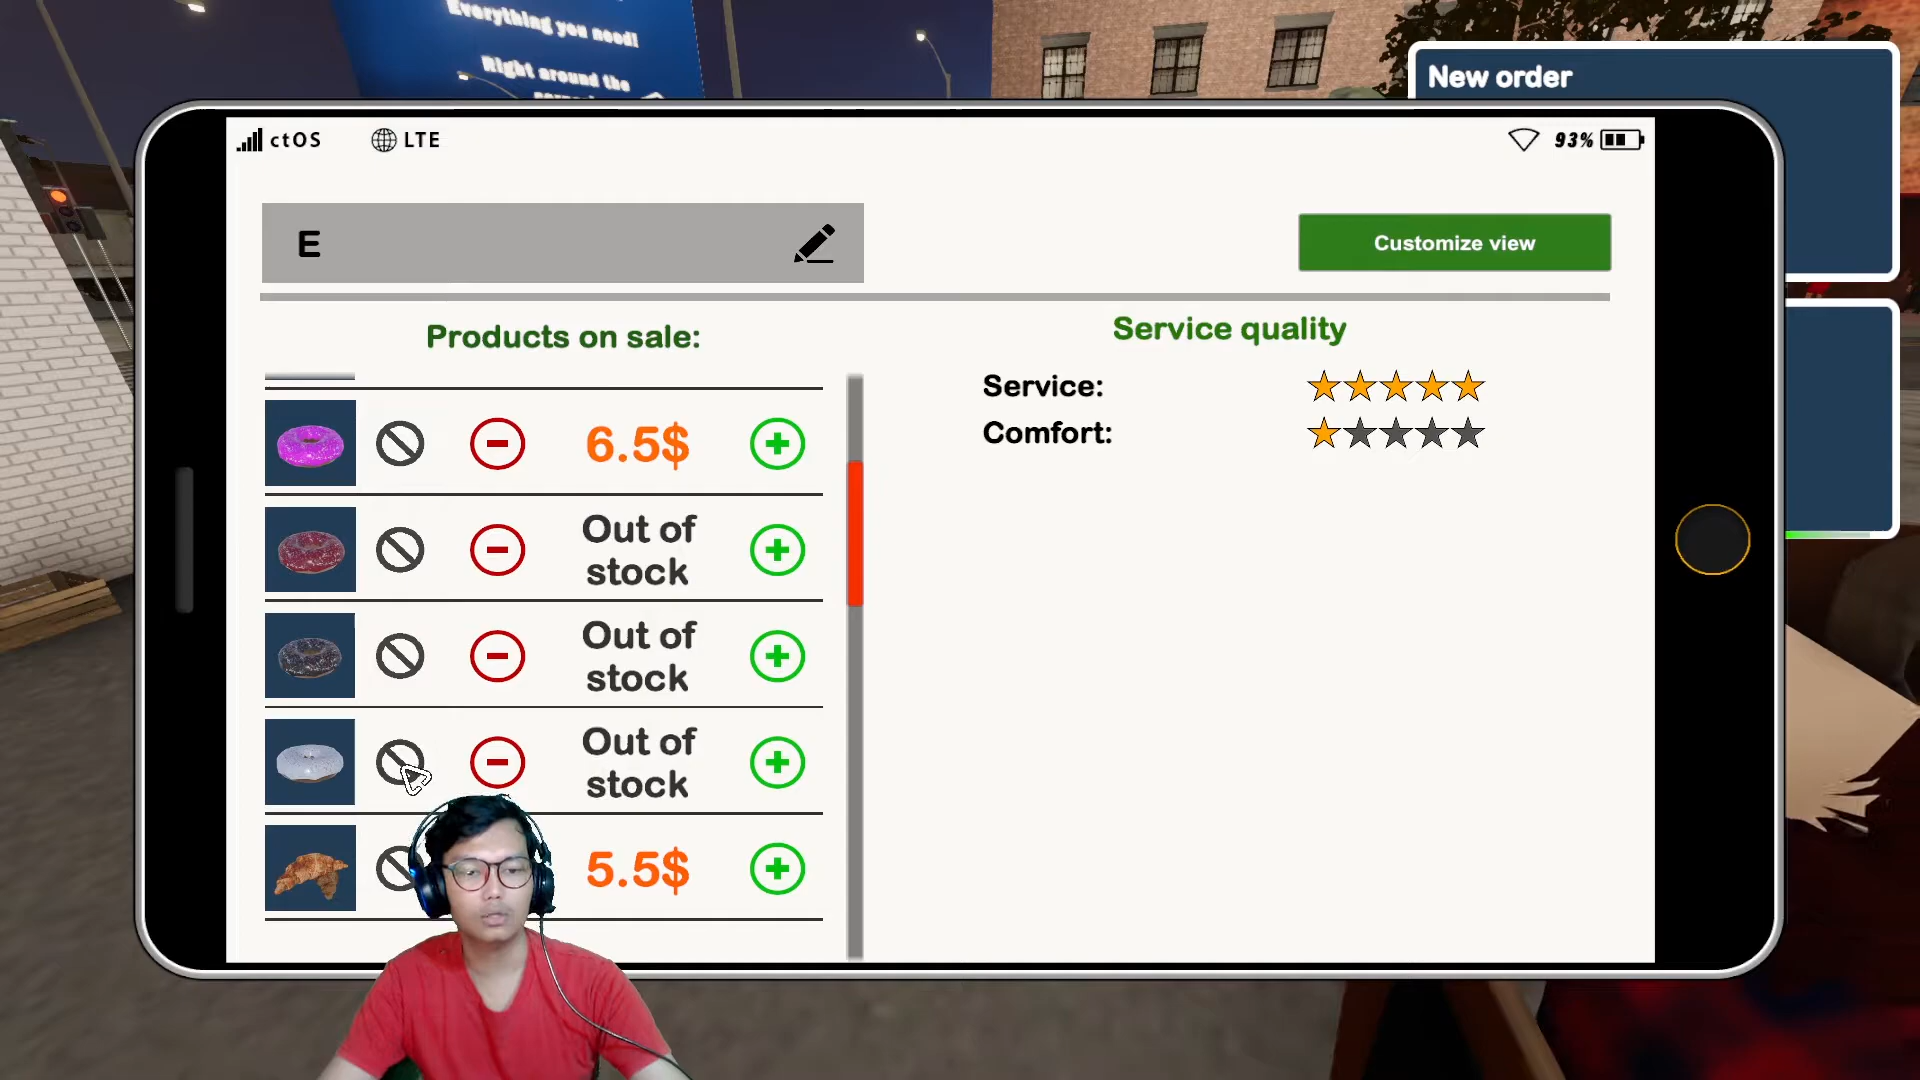 Everything you need!
Right around the
New order
ctOS LTE 93%
E
Customize view
Products on sale:
Service quality
Service:
Comfort:
6.5$
Out of
stock
Out of
stock
Out of
stock
5.5$